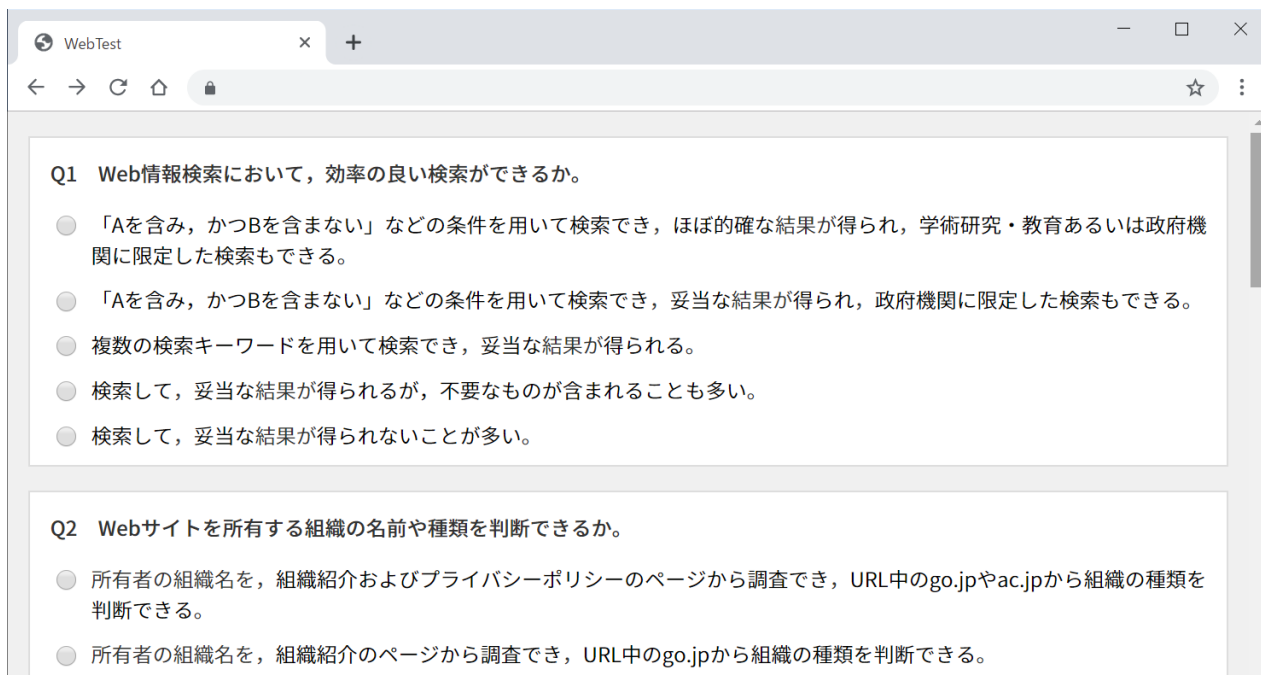 WebTest
Q1 Web情報検索において，効率の良い検索ができるか。
「Aを含み，かつBを含まない」などの条件を用いて検索でき，ほぼ的確な結果が得られ，学術研究・教育あるいは政府機
関に限定した検索もできる。
「Aを含み，かつBを含まない」などの条件を用いて検索でき，妥当な結果が得られ，政府機関に限定した検索もできる。
複数の検索キーワードを用いて検索でき，妥当な結果が得られる。
検索して，妥当な結果が得られるが，不要なものが含まれることも多い。
検索して，妥当な結果が得られないことが多い。
Q2 Webサイトを所有する組織の名前や種類を判断できるか。
所有者の組織名を，組織紹介およびプライバシーポリシーのページから調査でき，URL中のgo.jpやac.jpから組織の種類を
判断できる。
所有者の組織名を，組織紹介のページから調査でき，URL中のgo.jpから組織の種類を判断できる。